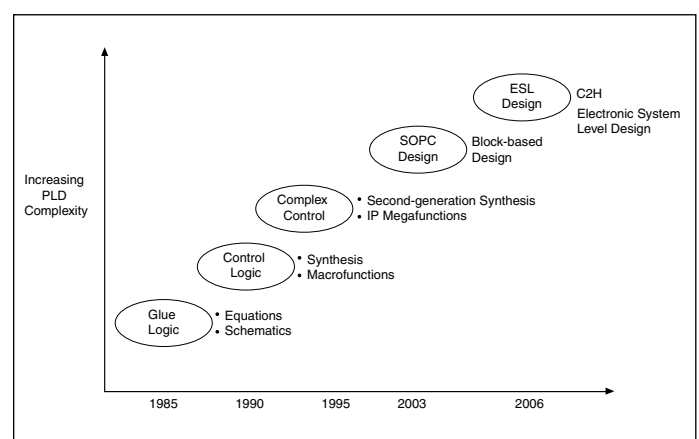 ESL
Design
C2H
Electronic System
Level Design
SOPC
Design
Block-based
Design
Increasing
PLD
Complexity
Complex
Control
• Second-generation Synthesis
• IP Megafunctions
Control
Logic
• Synthesis
• Macrofunctions
Glue
Logic
• Equations
• Schematics
1985 1990 1995 2003 2006